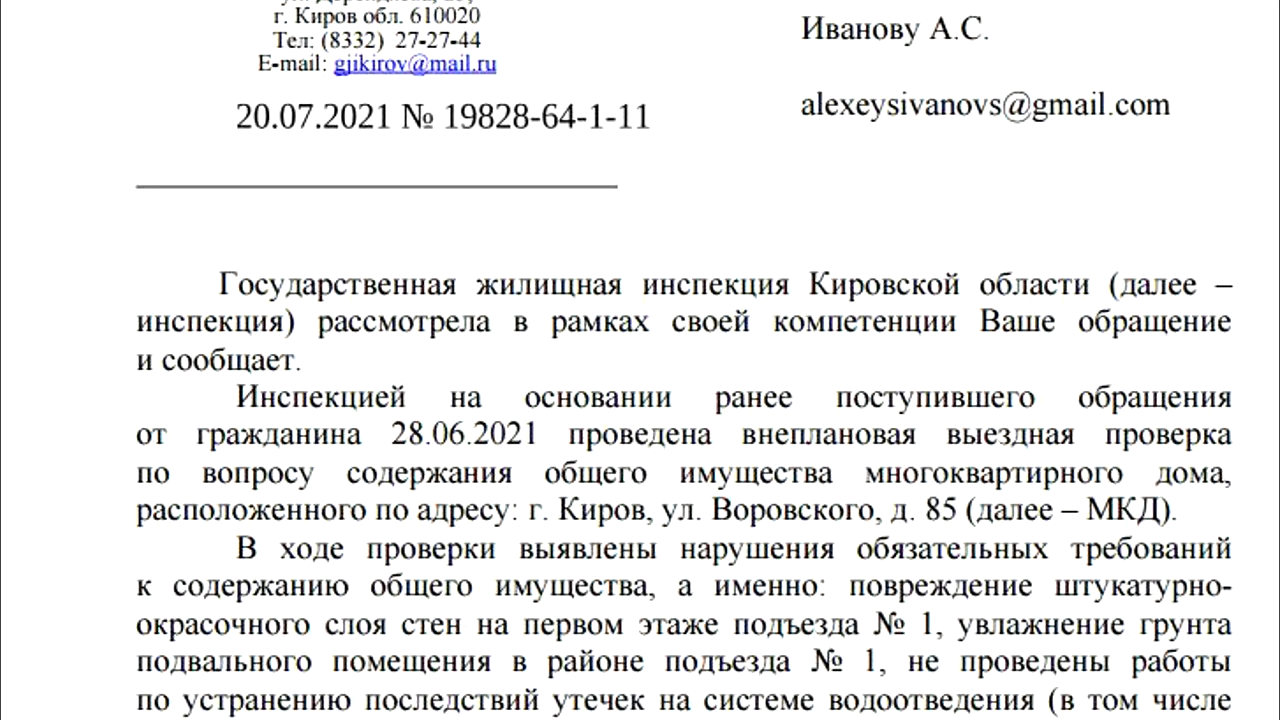 г. Киров обл. 610020
Тел: (8332) 27-27-44
E-mail: gjikirov@mail.ru
20.07.2021 № 19828-64-1-11
Иванову А.С.
alexeysivanovs@gmail.com
Государственная жилищная инспекция Кировской области (далее –
инспекция) рассмотрела в рамках своей компетенции Ваше обращение
и сообщает.
Инспекцией на основании ранее поступившего обращения
от гражданина 28.06.2021 проведена внеплановая выездная проверка
по вопросу содержания общего имущества многоквартирного дома,
расположенного по адресу: г. Киров, ул. Воровского, д. 85 (далее – МКД).
В ходе проверки выявлены нарушения обязательных требований
к содержанию общего имущества, а именно: повреждение штукатурно-
окрасочного слоя стен на первом этаже подъезда № 1, увлажнение грунта
подвального помещения в районе подъезда № 1, не проведены работы
по устранению последствий утечек на системе водоотведения (в том числе